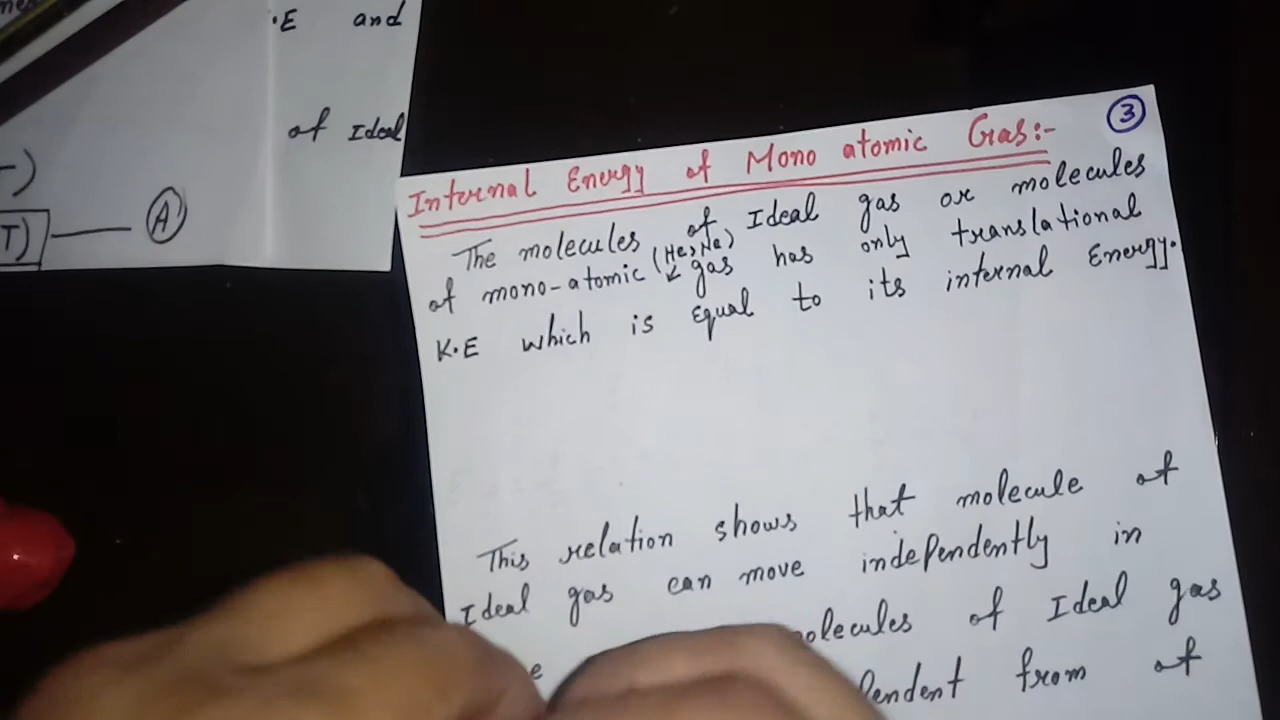 .E and
of Ideal
T) A
3
Internal Energy of Mono atomic Gas:-
The molecules of Ideal gas or molecules
of mono-atomic (He, Ne) gas has only translational
K.E which is equal to its internal Energy.
This relation shows that molecule of
Ideal gas can move independently in
molecules of Ideal gas
from of